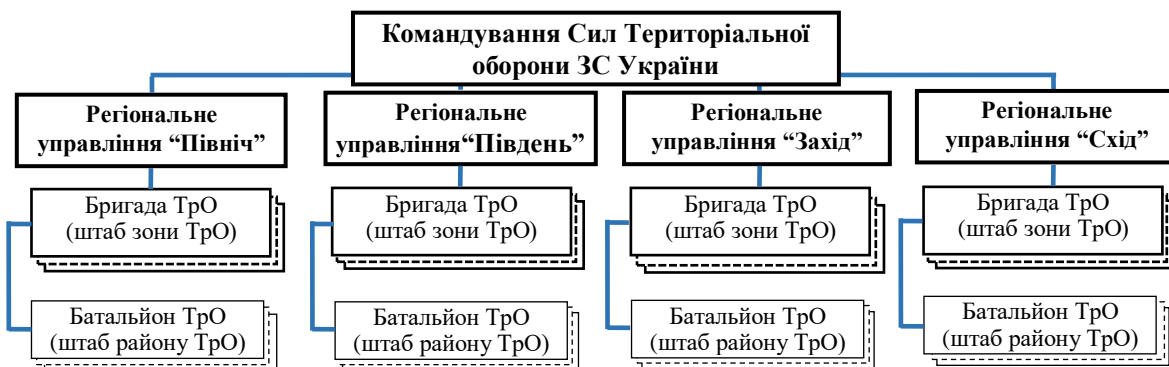 Командування Сил Територіальної
оборони ЗС України
Регіональне
управління “Північ”
Регіональне
управління“Південь”
Регіональне
управління “Захід”
Регіональне
управління “Схід”
Бригада ТрО
(штаб зони ТрО)
Бригада ТрО
(штаб зони ТрО)
Бригада ТрО
(штаб зони ТрО)
Бригада ТрО
(штаб зони ТрО)
Батальйон ТрО
(штаб району ТрО)
Батальйон ТрО
(штаб району ТрО)
Батальйон ТрО
(штаб району ТрО)
Батальйон ТрО
(штаб району ТрО)